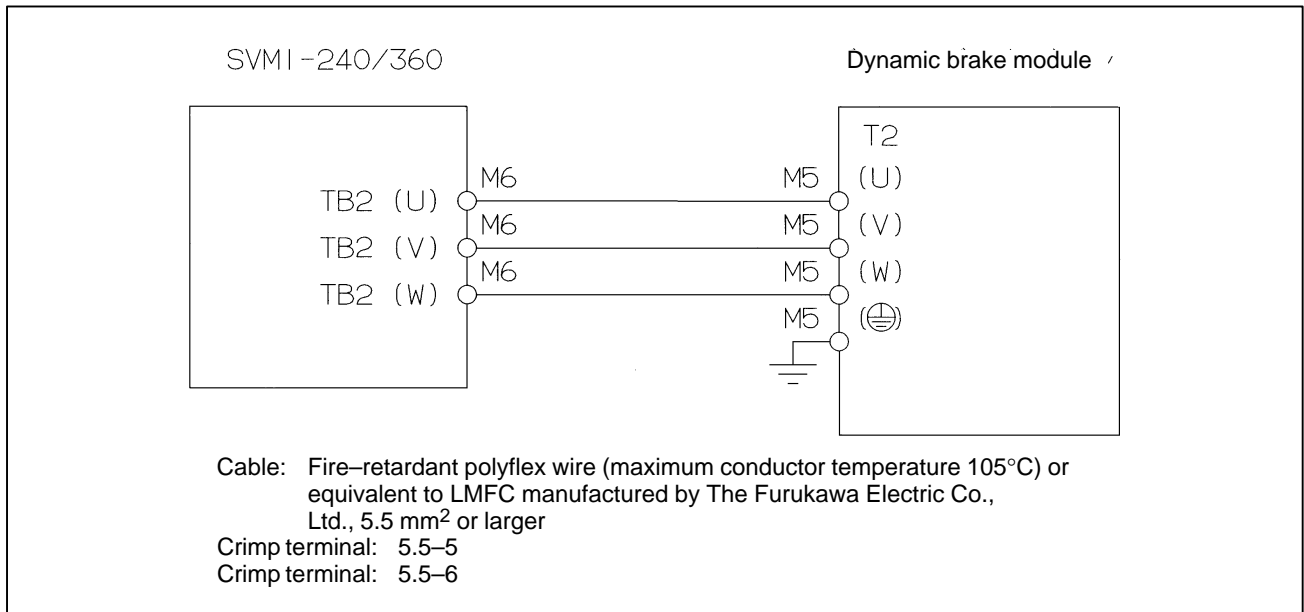 SVM1-240/360
Dynamic brake module
T2
M6 M5 (U)
TB2 (U)
M6 M5 (V)
TB2 (V)
M6 M5 (W)
TB2 (W)
M5
Cable: Fire–retardant polyflex wire (maximum conductor temperature 105°C) or
equivalent to LMFC manufactured by The Furukawa Electric Co.,
Ltd., 5.5 mm2 or larger
Crimp terminal: 5.5–5
Crimp terminal: 5.5–6